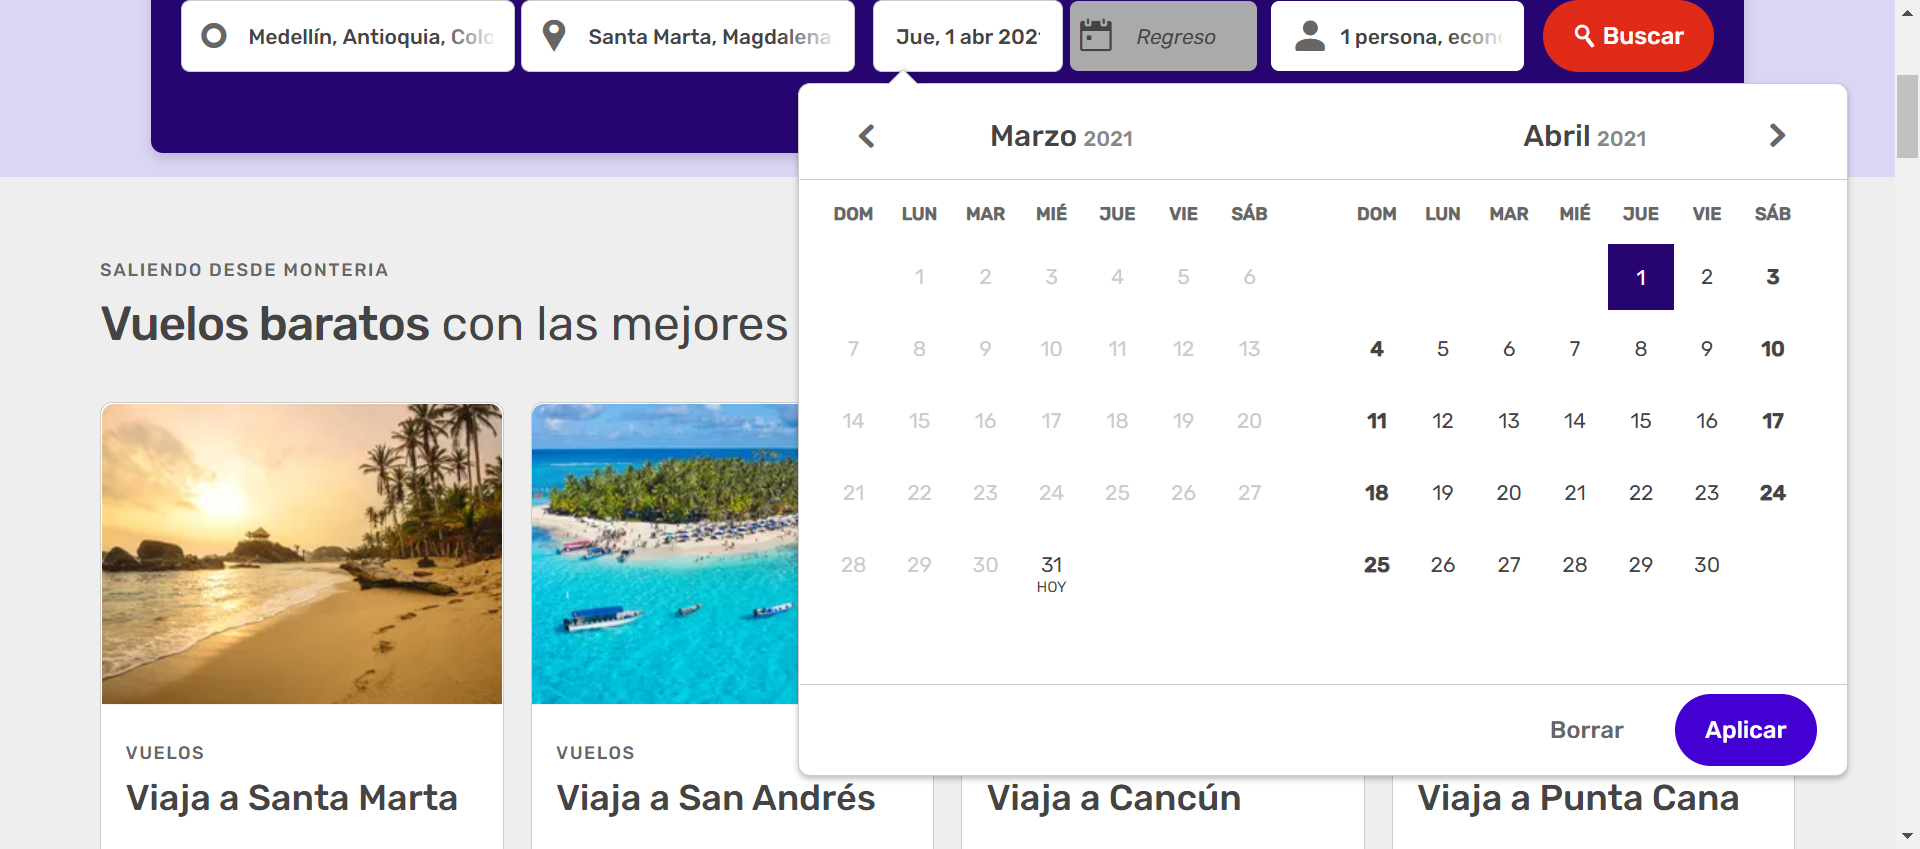 Medellín, Antioquia, Colo
Santa Marta, Magdalena
Jue, 1 abr 202
Regreso
1 persona, econ
Buscar
Marzo 2021
DOM LUN MAR MIÉ JUE VIE SÁB
1 2 3 4 5 6
7 8 9 10 11 12 13
14 15 16 17 18 19 20
21 22 23 24 25 26 27
28 29 30 31
HOY
Abril 2021
DOM LUN MAR MIÉ JUE VIE SÁB
1 2 3
4 5 6 7 8 9 10
11 12 13 14 15 16 17
18 19 20 21 22 23 24
25 26 27 28 29 30
Borrar
Aplicar
SALIENDO DESDE MONTERIA
Vuelos baratos con las mejores
VUELOS
Viaja a Santa Marta
VUELOS
Viaja a San Andrés
Viaja a Cancún
Viaja a Punta Cana